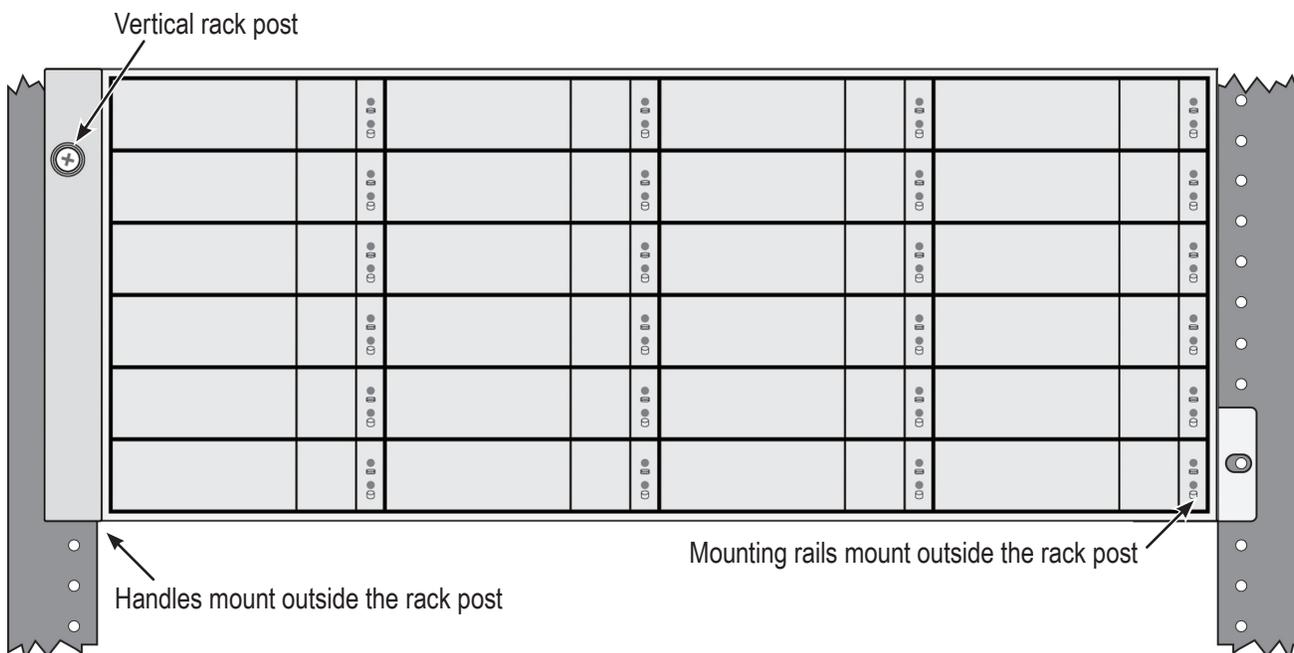 Vertical rack post
Mounting rails mount outside the rack post
Handles mount outside the rack post